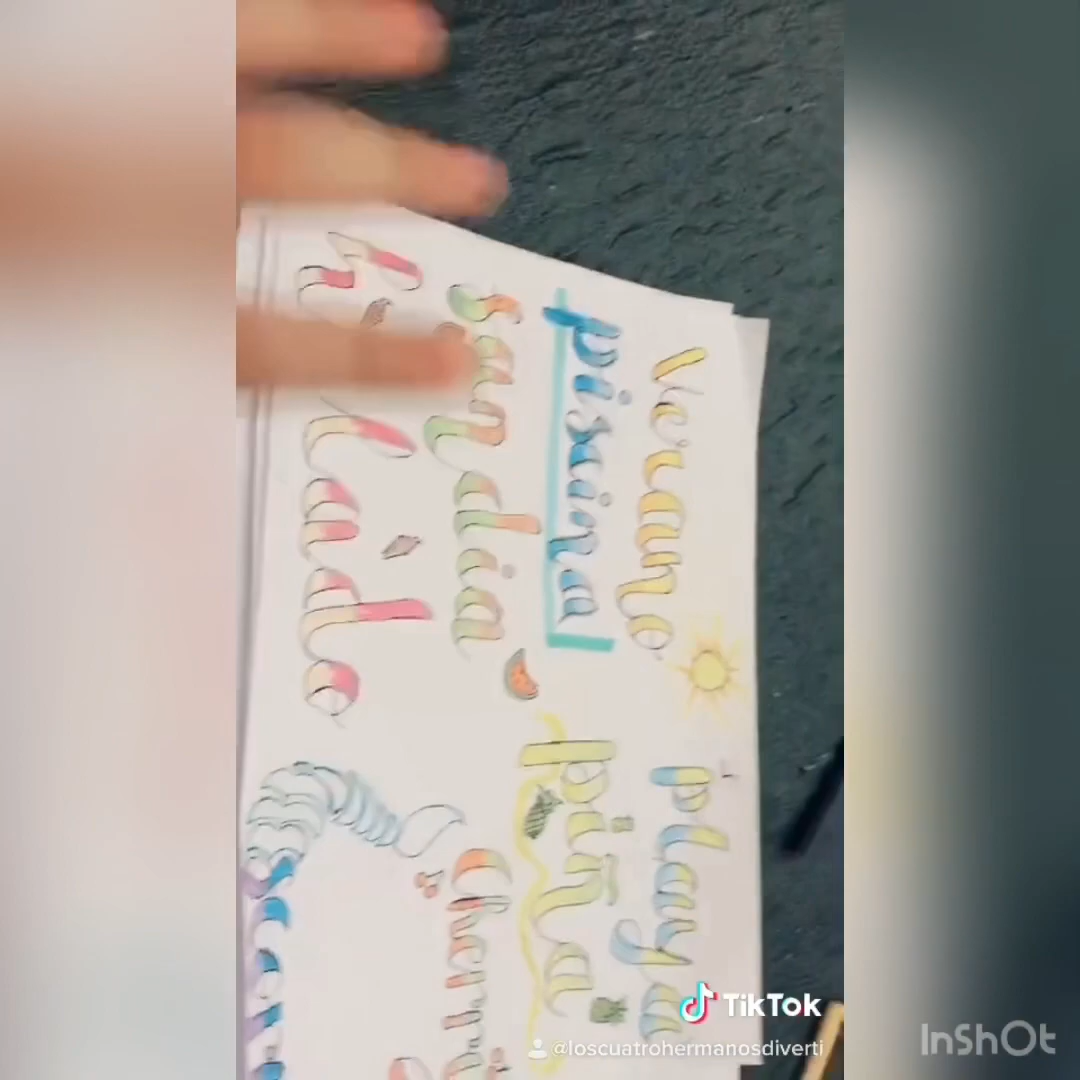 Verano
piscina
sandía
helado
playa
piña
TikTok
@loscuatrohermanosdiverti
InShOt